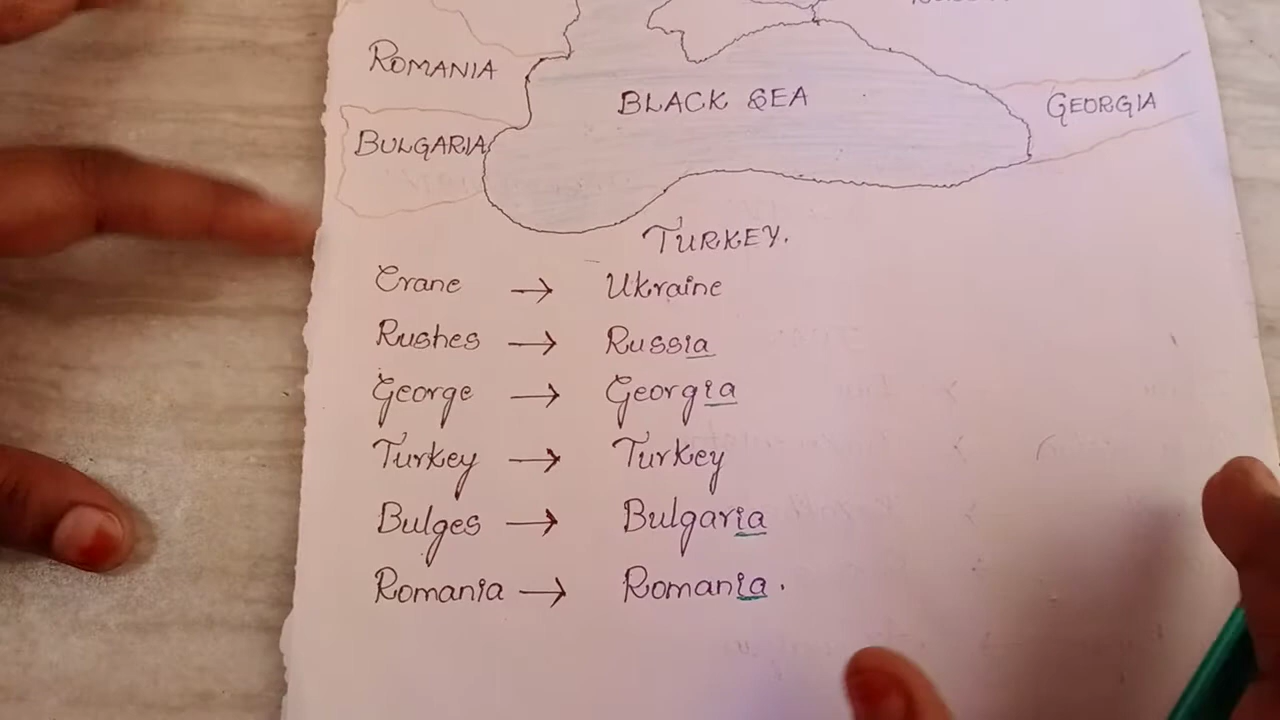 ROMANIA
BLACK SEA
GEORGIA
BULGARIA
TURKEY.
Crane → Ukraine
Rushes → Russia
George → Georgia
Turkey → Turkey
Bulges → Bulgaria
Romania → Romania.